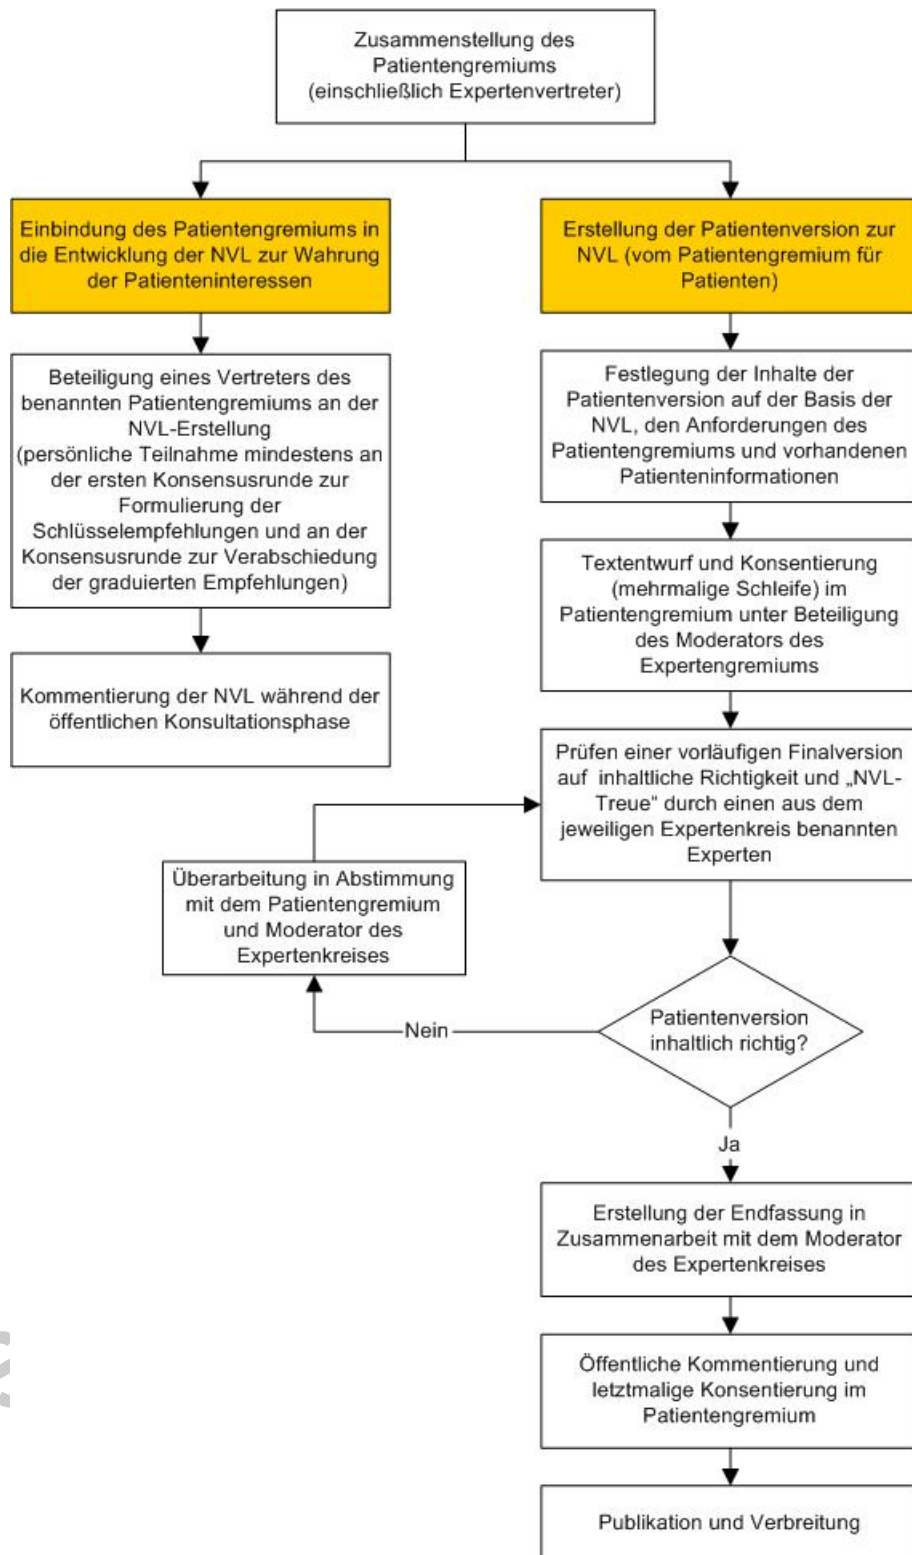 Zusammenstellung des
Patientengremiums
(einschließlich Expertenvertreter)
Einbindung des Patientengremiums in
die Entwicklung der NVL zur Wahrung
der Patienteninteressen
Beteiligung eines Vertreters des
benannten Patientengremiums an der
NVL-Erstellung
(persönliche Teilnahme mindestens an
der ersten Konsensusrunde zur
Formulierung der
Schlüsselempfehlungen und an der
Konsensusrunde zur Verabschiedung
der graduierten Empfehlungen)
Kommentierung der NVL während der
öffentlichen Konsultationsphase
Erstellung der Patientenversion zur
NVL (vom Patientengremium für
Patienten)
Festlegung der Inhalte der
Patientenversion auf der Basis der
NVL, den Anforderungen des
Patientengremiums und vorhandenen
Patienteninformationen
Textentwurf und Konsentierung
(mehrmalige Schleife) im
Patientengremium unter Beteiligung
des Moderators des
Expertengremiums
Prüfen einer vorläufigen Finalversion
auf inhaltliche Richtigkeit und „NVL-
Treue“ durch einen aus dem
jeweiligen Expertenkreis benannten
Experten
Überarbeitung in Abstimmung
mit dem Patientengremium
und Moderator des
Expertenkreises
Patientenversion
inhaltlich richtig?
Nein
Ja
Erstellung der Endfassung in
Zusammenarbeit mit dem Moderator
des Expertenkreises
Öffentliche Kommentierung und
letztmalige Konsentierung im
Patientengremium
Publikation und Verbreitung